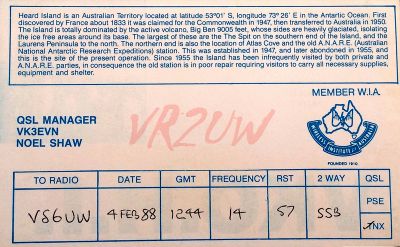 Heard Island is an Australian Territory located at latitude 53°01' S, longitude 73°26' E in the Antarctic Ocean. First
discovered by France about 1833 it was claimed for the Commonwealth in 1947, then transferred to Australia in 1950.
The Island is totally dominated by the active volcano, Big Ben 9005 feet, whose sides are heavily glaciated, isolating
the ice free areas around its base. The largest of these are the The Spit on the southern end of the Island, and the
Laurens Peninsula to the north. The northern end is also the location of Atlas Cove and the old A.N.A.R.E. (Australian
National Antarctic Research Expeditions) station. This was established in 1947, and later abondoned in 1955, and
this is the site of the present operation. Since 1955 the Island has been infrequently visited by both private and
A.N.A.R.E. parties, in consequence the old station is in poor repair requiring visitors to carry all necessary supplies,
equipment and shelter.
MEMBER W.I.A.
QSL MANAGER
VK3EVN
NOEL SHAW
VR2UW
WIRELESS INSTITUTE OF AUSTRALIA
FOUNDED 1910
TO RADIO DATE GMT FREQUENCY RST 2 WAY QSL
VS6UW 4 FEB 88 1244 14 57 SSB PSE
TNX